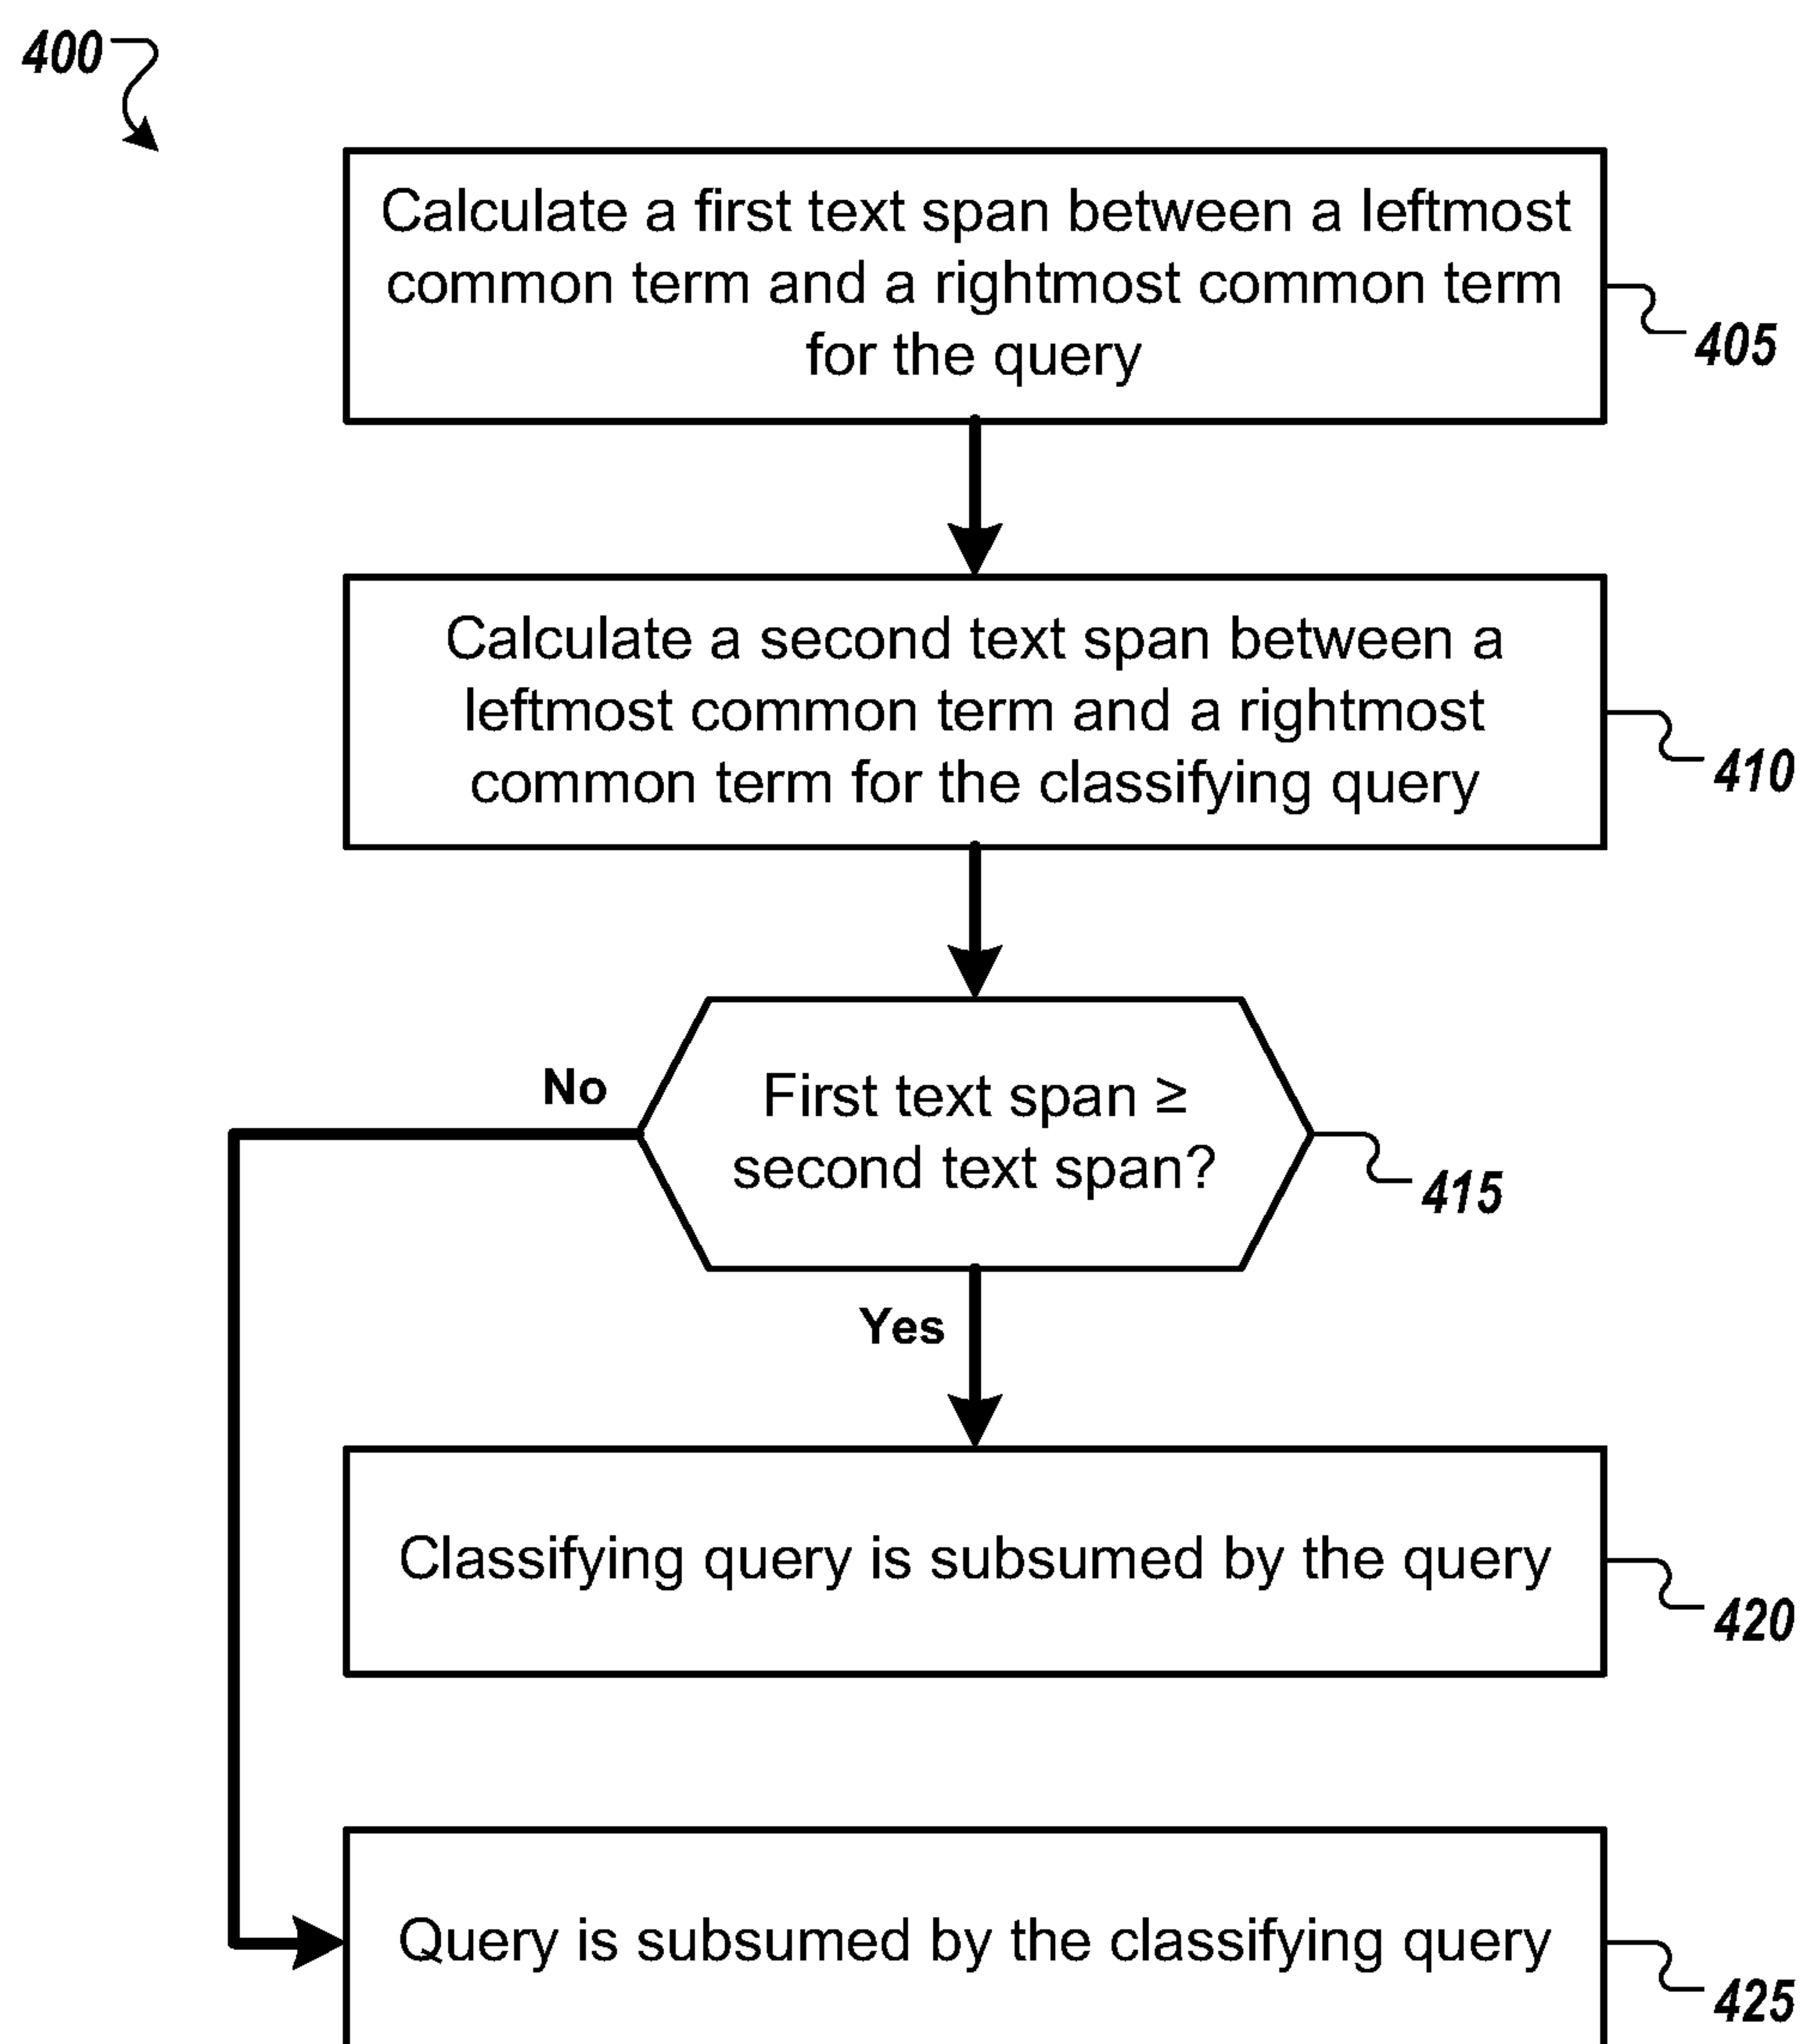 400
Calculate a first text span between a leftmost
common term and a rightmost common term
for the query
405
Calculate a second text span between a
leftmost common term and a rightmost
common term for the classifying query
410
No
First text span ≥
second text span?
415
Yes
Classifying query is subsumed by the query
420
Query is subsumed by the classifying query
425